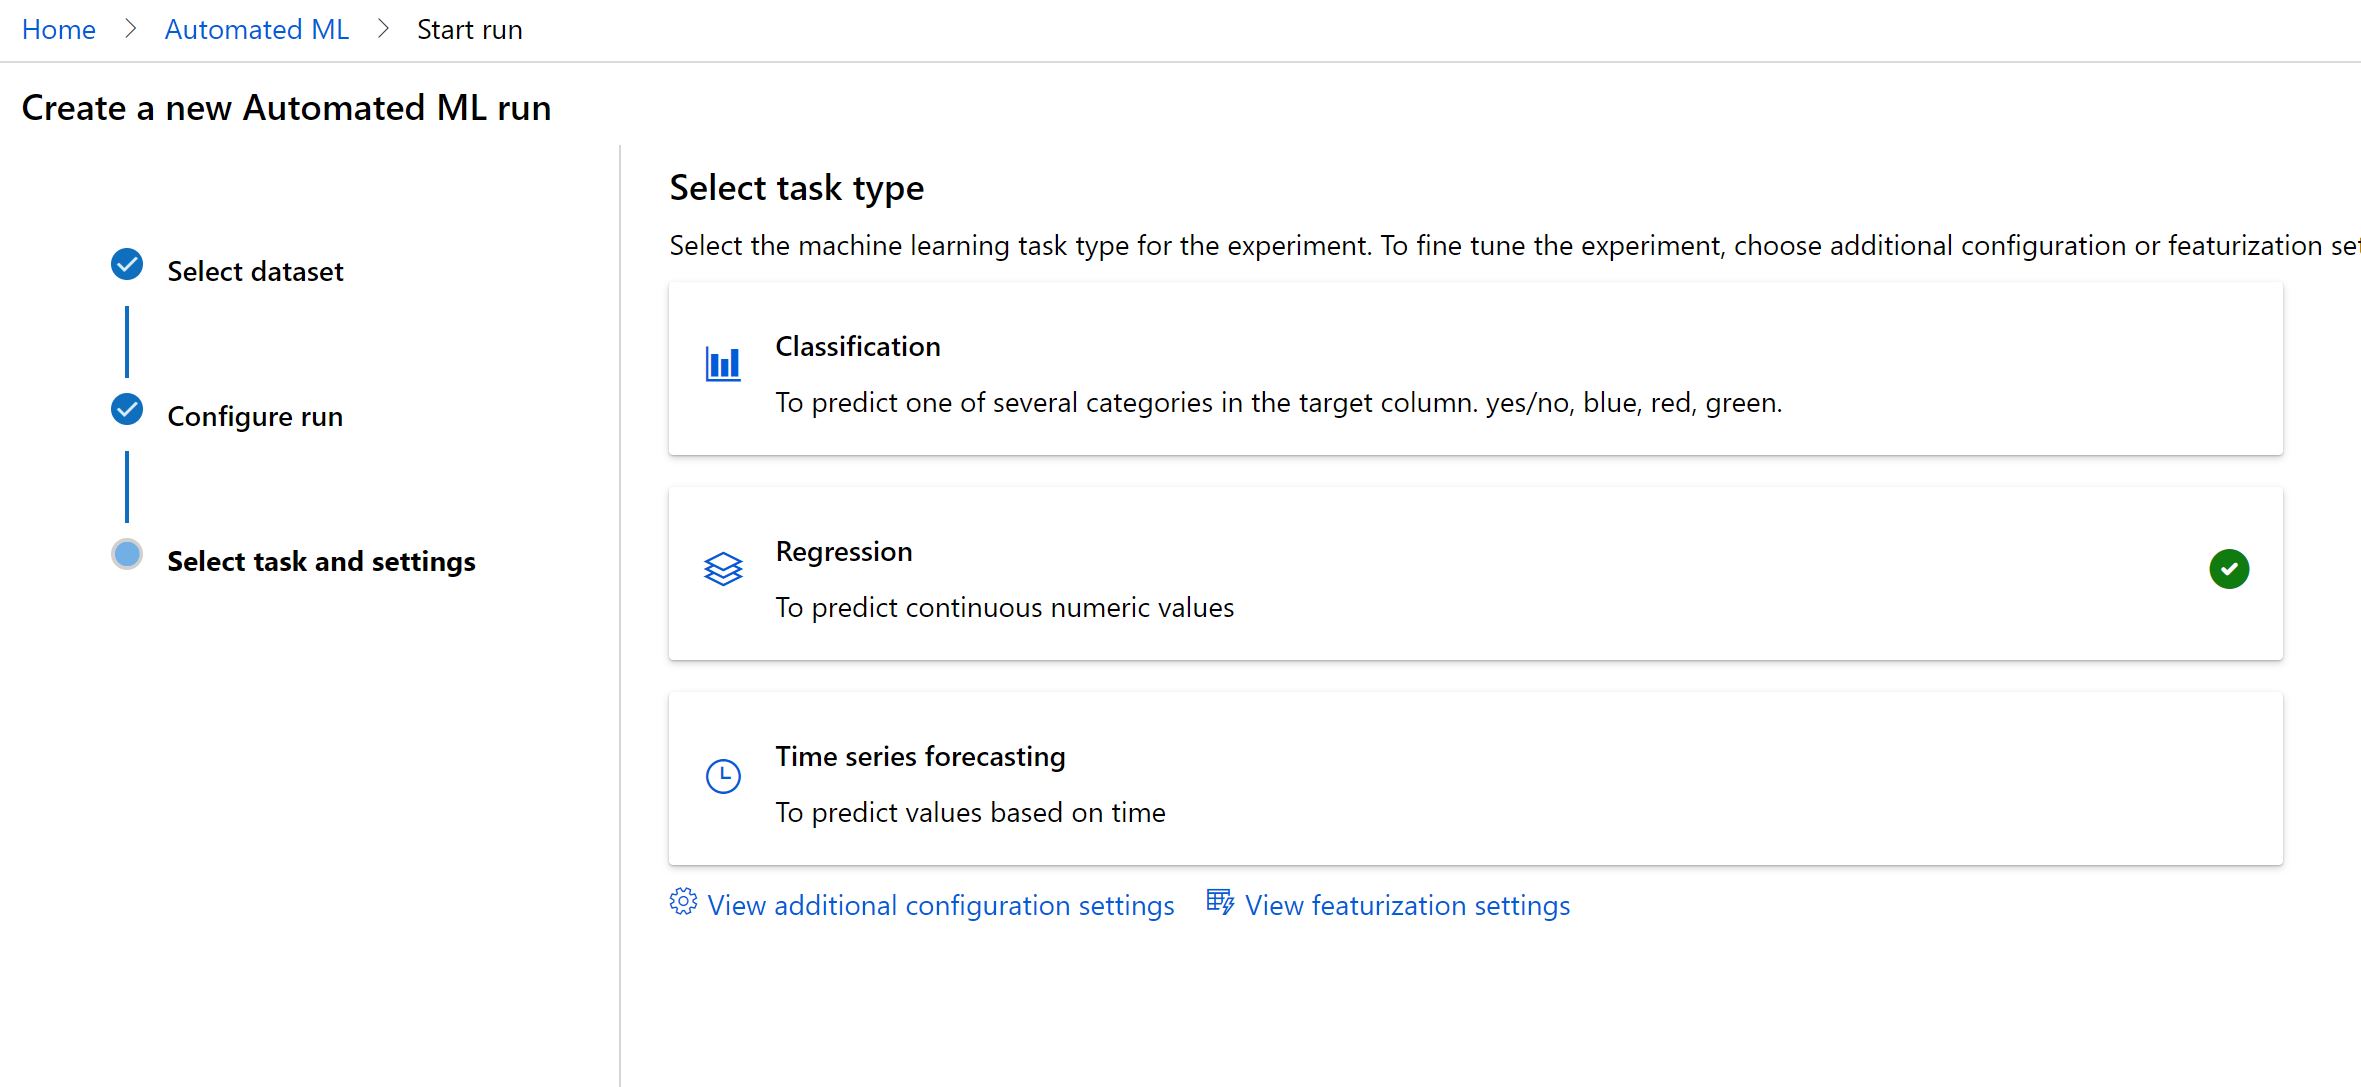 Home > Automated ML > Start run
Create a new Automated ML run
Select dataset
Configure run
Select task and settings
Select task type
Select the machine learning task type for the experiment. To fine tune the experiment, choose additional configuration or featurization
Classification
To predict one of several categories in the target column. yes/no, blue, red, green.
Regression
To predict continuous numeric values
Time series forecasting
To predict values based on time
View additional configuration settings
View featurization settings